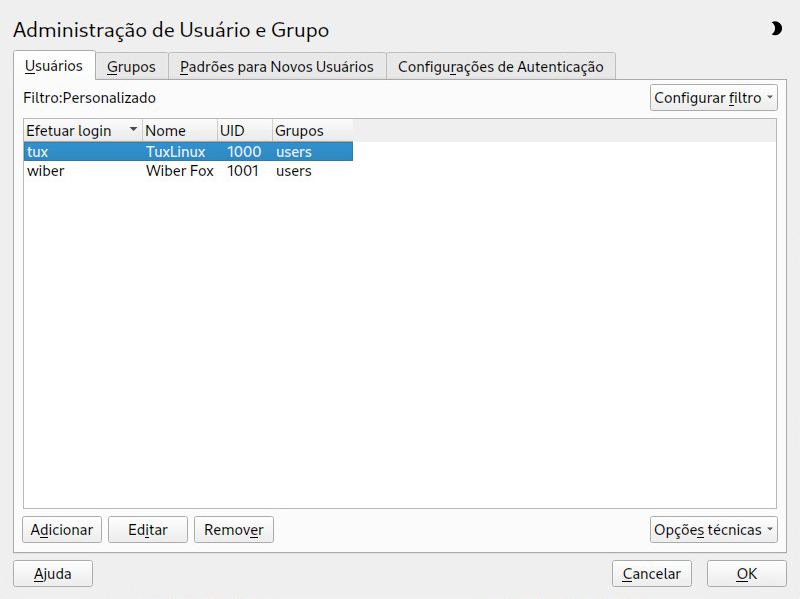 Administração de Usuário e Grupo
Usuários Grupos Padrões para Novos Usuários Configurações de Autenticação
Filtro:Personalizado Configurar filtro
Efetuar login Nome UID Grupos
tux TuxLinux 1000 users
wiber Wiber Fox 1001 users
Adicionar Editar Remover Opções técnicas
Ajuda Cancelar OK